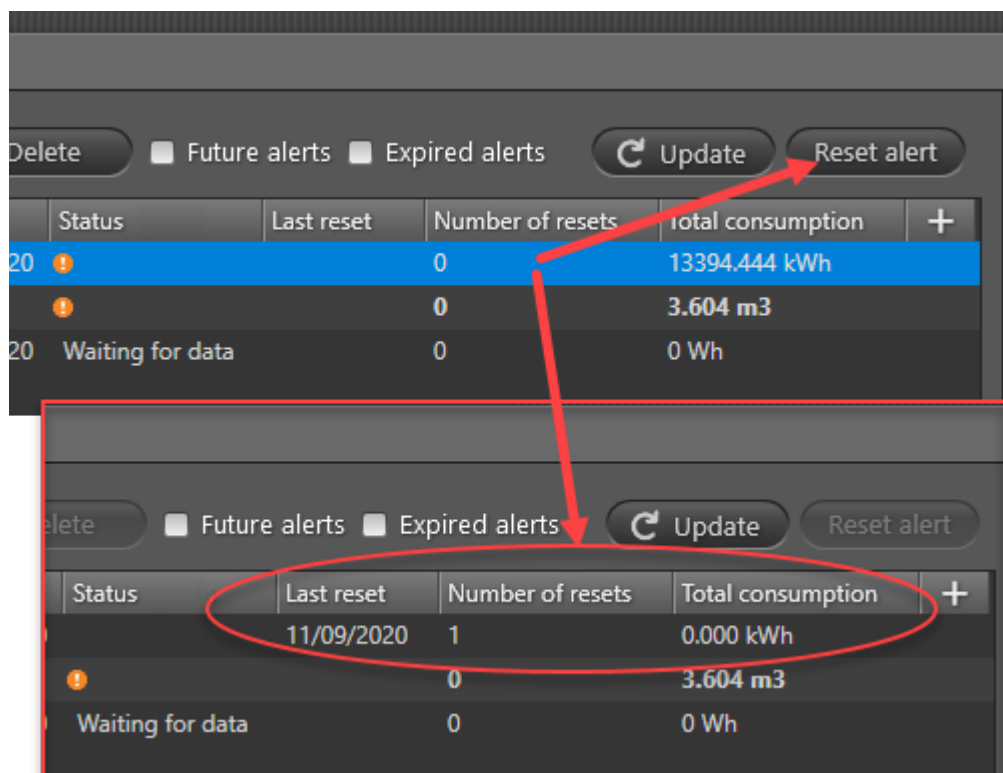 Delete Future alerts Expired alerts Update Reset alert
Status Last reset Number of resets Total consumption +
20 0 13394.444 kWh
0 3.604 m3
20 Waiting for data 0 0 Wh
elete Future alerts Expired alerts Update Reset alert
Status Last reset Number of resets Total consumption +
11/09/2020 1 0.000 kWh
0 3.604 m3
Waiting for data 0 0 Wh